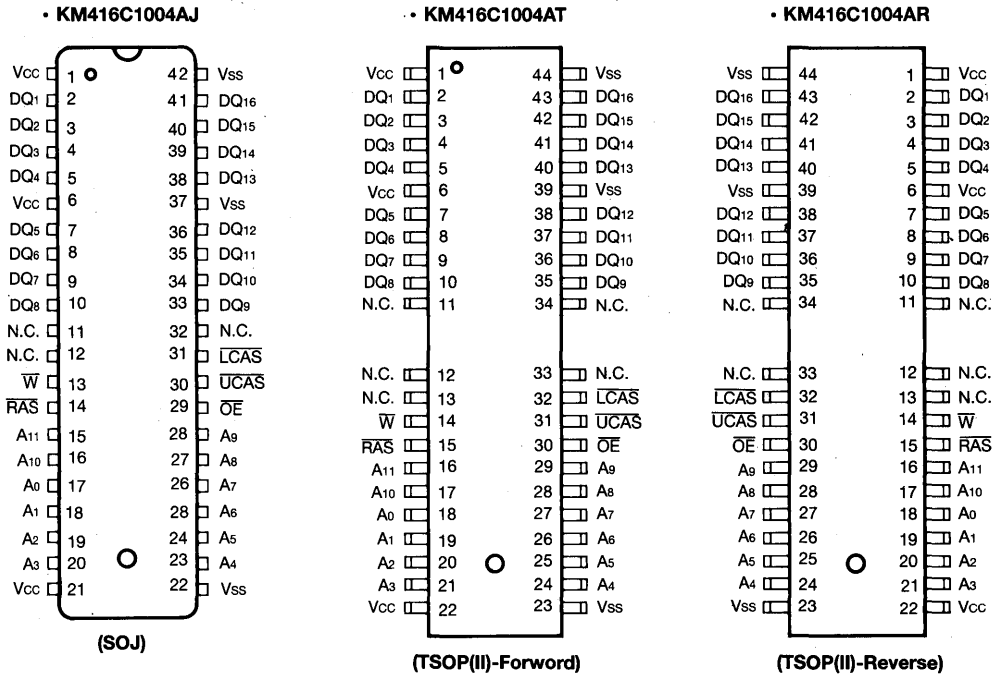 • KM416C1004AJ
VCC 1 42 VSS
DQ1 2 41 DQ16
DQ2 3 40 DQ15
DQ3 4 39 DQ14
DQ4 5 38 DQ13
VCC 6 37 VSS
DQ5 7 36 DQ12
DQ6 8 35 DQ11
DQ7 9 34 DQ10
DQ8 10 33 DQ9
N.C. 11 32 N.C.
N.C. 12 31 LCAS
W 13 30 UCAS
RAS 14 29 OE
A11 15 28 A9
A10 16 27 A8
A0 17 26 A7
A1 18 28 A6
A2 19 24 A5
A3 20 23 A4
VCC 21 22 VSS
(SOJ)
• KM416C1004AT
VCC 1 44 VSS
DQ1 2 43 DQ16
DQ2 3 42 DQ15
DQ3 4 41 DQ14
DQ4 5 40 DQ13
VCC 6 39 VSS
DQ5 7 38 DQ12
DQ6 8 37 DQ11
DQ7 9 36 DQ10
DQ8 10 35 DQ9
N.C. 11 34 N.C.
N.C. 12 33 N.C.
N.C. 13 32 LCAS
W 14 31 UCAS
RAS 15 30 OE
A11 16 29 A9
A10 17 28 A8
A0 18 27 A7
A1 19 26 A6
A2 20 25 A5
A3 21 24 A4
VCC 22 23 VSS
(TSOP(II)-Forword)
• KM416C1004AR
VSS 44 1 VCC
DQ16 43 2 DQ1
DQ15 42 3 DQ2
DQ14 41 4 DQ3
DQ13 40 5 DQ4
VSS 39 6 VCC
DQ12 38 7 DQ5
DQ11 37 8 DQ6
DQ10 36 9 DQ7
DQ9 35 10 DQ8
N.C. 34 11 N.C.
N.C. 33 12 N.C.
LCAS 32 13 N.C.
UCAS 31 14 W
OE 30 15 RAS
A9 29 16 A11
A8 28 17 A10
A7 27 18 A0
A6 26 19 A1
A5 25 20 A2
A4 24 21 A3
VSS 23 22 VCC
(TSOP(II)-Reverse)